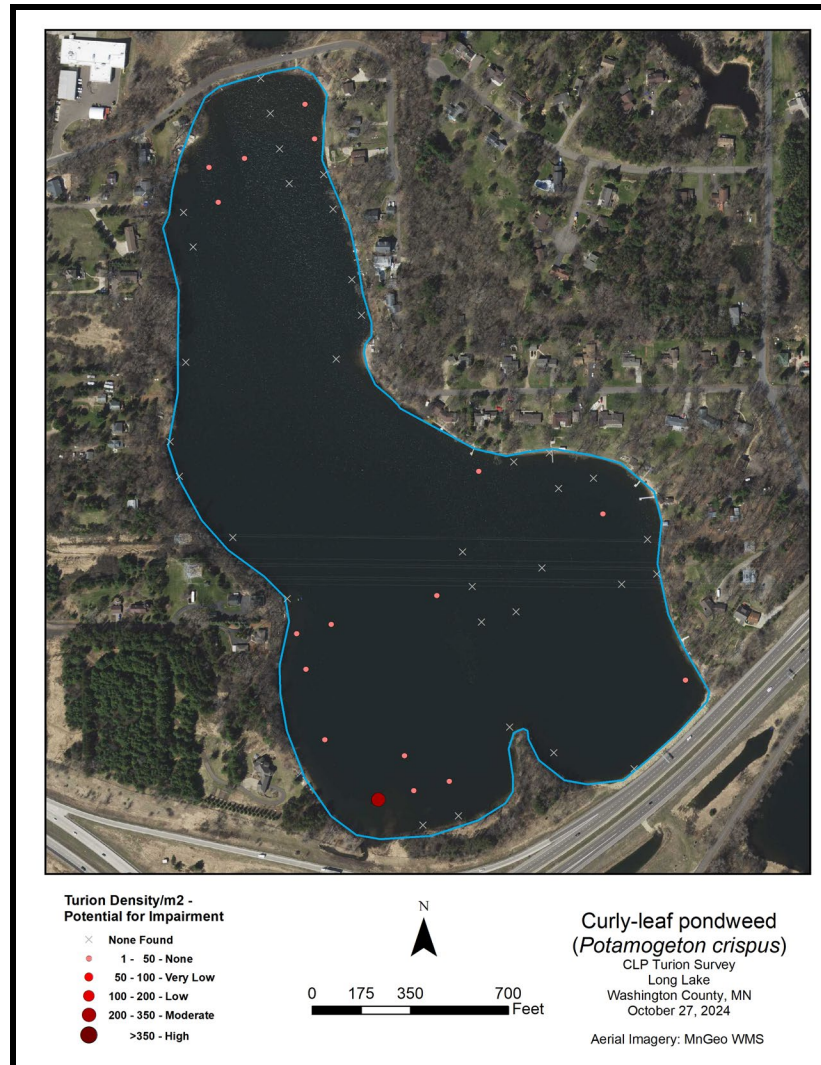 Turion Density/m2 -
Potential for Impairment
None Found
1 - 50 - None
50 - 100 - Very Low
100 - 200 - Low
200 - 350 - Moderate
>350 - High
N
0 175 350 700
Feet
Curly-leaf pondweed
(Potamogeton crispus)
CLP Turion Survey
Long Lake
Washington County, MN
October 27, 2024
Aerial Imagery: MnGeo WMS